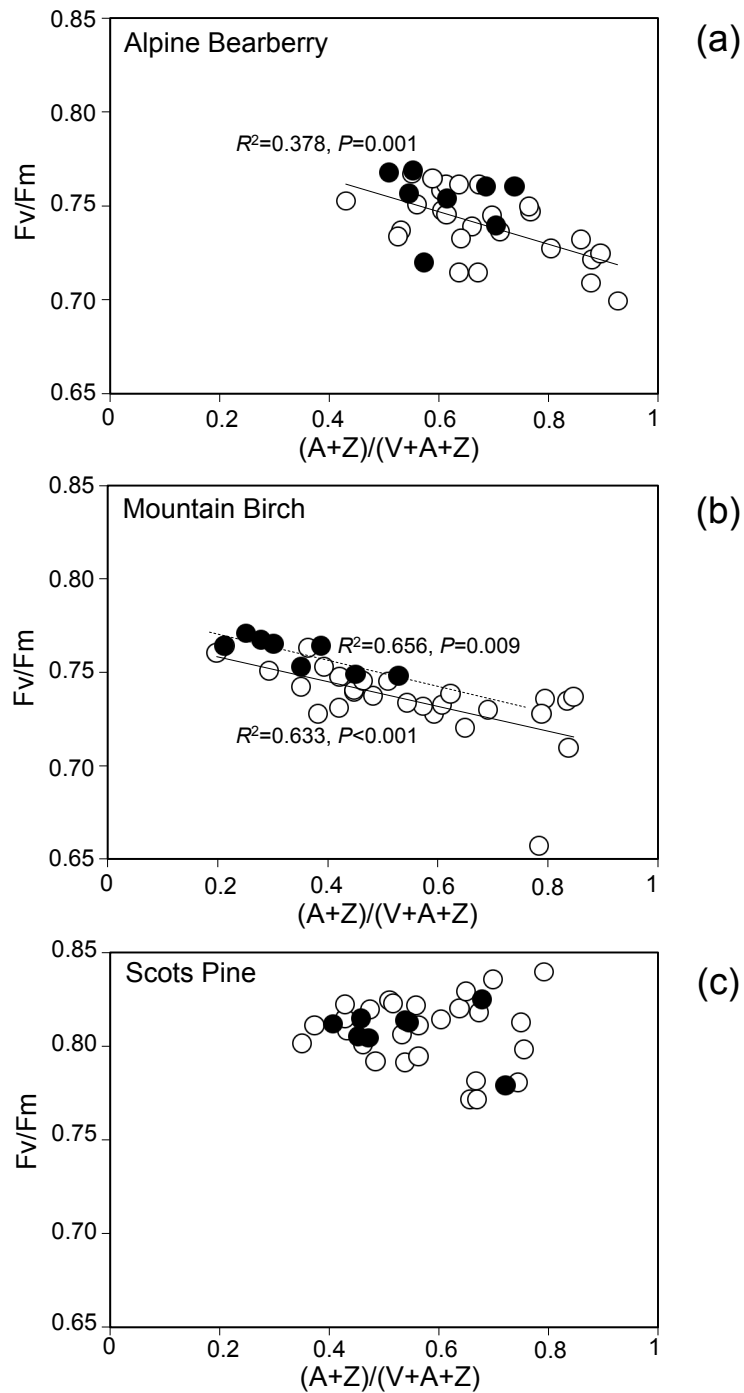 (a)
Alpine Bearberry
R²=0.378, P=0.001
Fv/Fm
0.85
0.80
0.75
0.70
0.65
0 0.2 0.4 0.6 0.8 1
(A+Z)/(V+A+Z)
(b)
Mountain Birch
R²=0.656, P=0.009
R²=0.633, P<0.001
Fv/Fm
0.85
0.80
0.75
0.70
0.65
0 0.2 0.4 0.6 0.8 1
(A+Z)/(V+A+Z)
(c)
Scots Pine
Fv/Fm
0.85
0.80
0.75
0.70
0.65
0 0.2 0.4 0.6 0.8 1
(A+Z)/(V+A+Z)